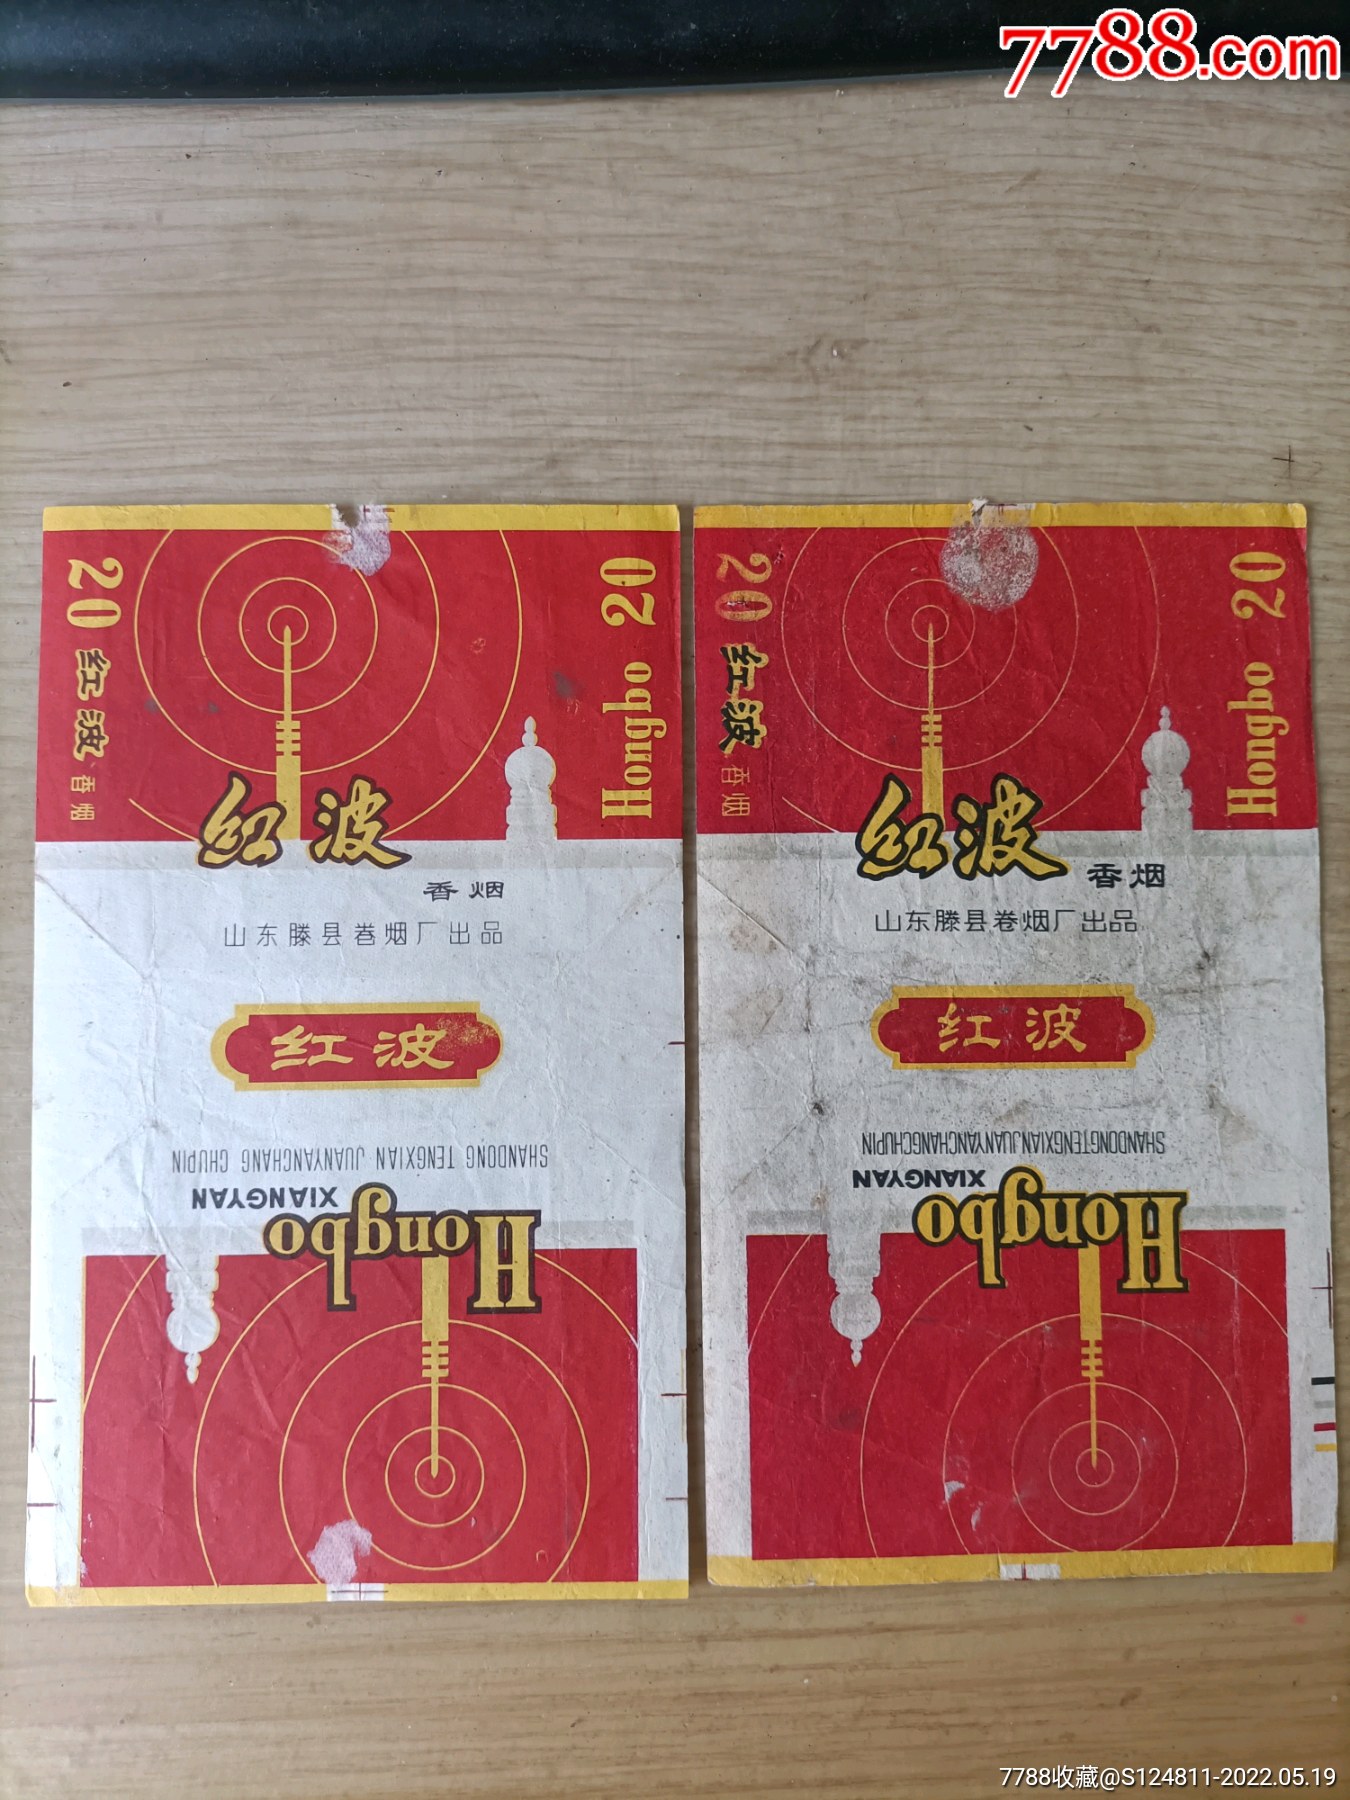 7788.com
20 红波 香烟
Hongbo 20
红波
香烟
山东滕县卷烟厂出品
红波
SHANDONG TENGXIAN JUANYANCHANG CHUPIN
XIANGYAN
Hongbo
20 红波 香烟
Hongbo 20
红波
香烟
山东滕县卷烟厂出品
红波
SHANDONGTENGXIANJUANYANCHANGCHUPIN
XIANGYAN
Hongbo
7788收藏@S124811-2022.05.19